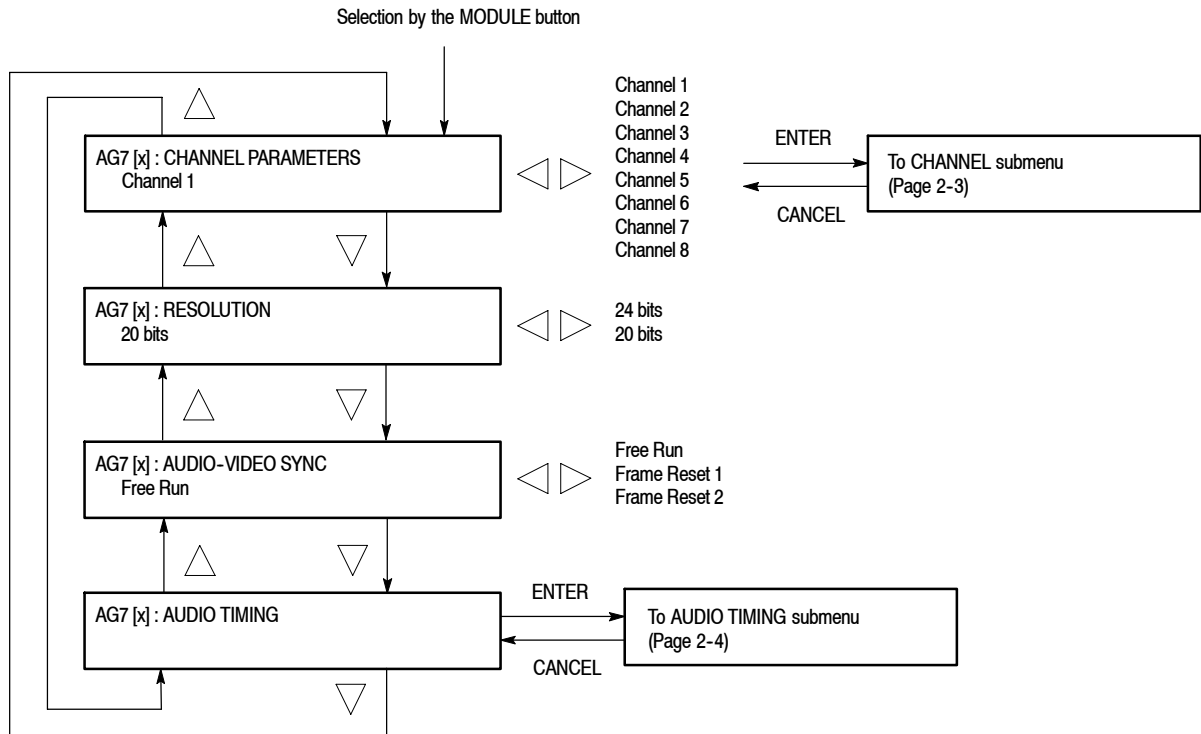 Selection by the MODULE button
AG7 [x] : CHANNEL PARAMETERS
Channel 1
Channel 1
Channel 2
Channel 3
Channel 4
Channel 5
Channel 6
Channel 7
Channel 8
ENTER
CANCEL
To CHANNEL submenu
(Page 2-3)
AG7 [x] : RESOLUTION
20 bits
24 bits
20 bits
AG7 [x] : AUDIO-VIDEO SYNC
Free Run
Free Run
Frame Reset 1
Frame Reset 2
AG7 [x] : AUDIO TIMING
ENTER
CANCEL
To AUDIO TIMING submenu
(Page 2-4)